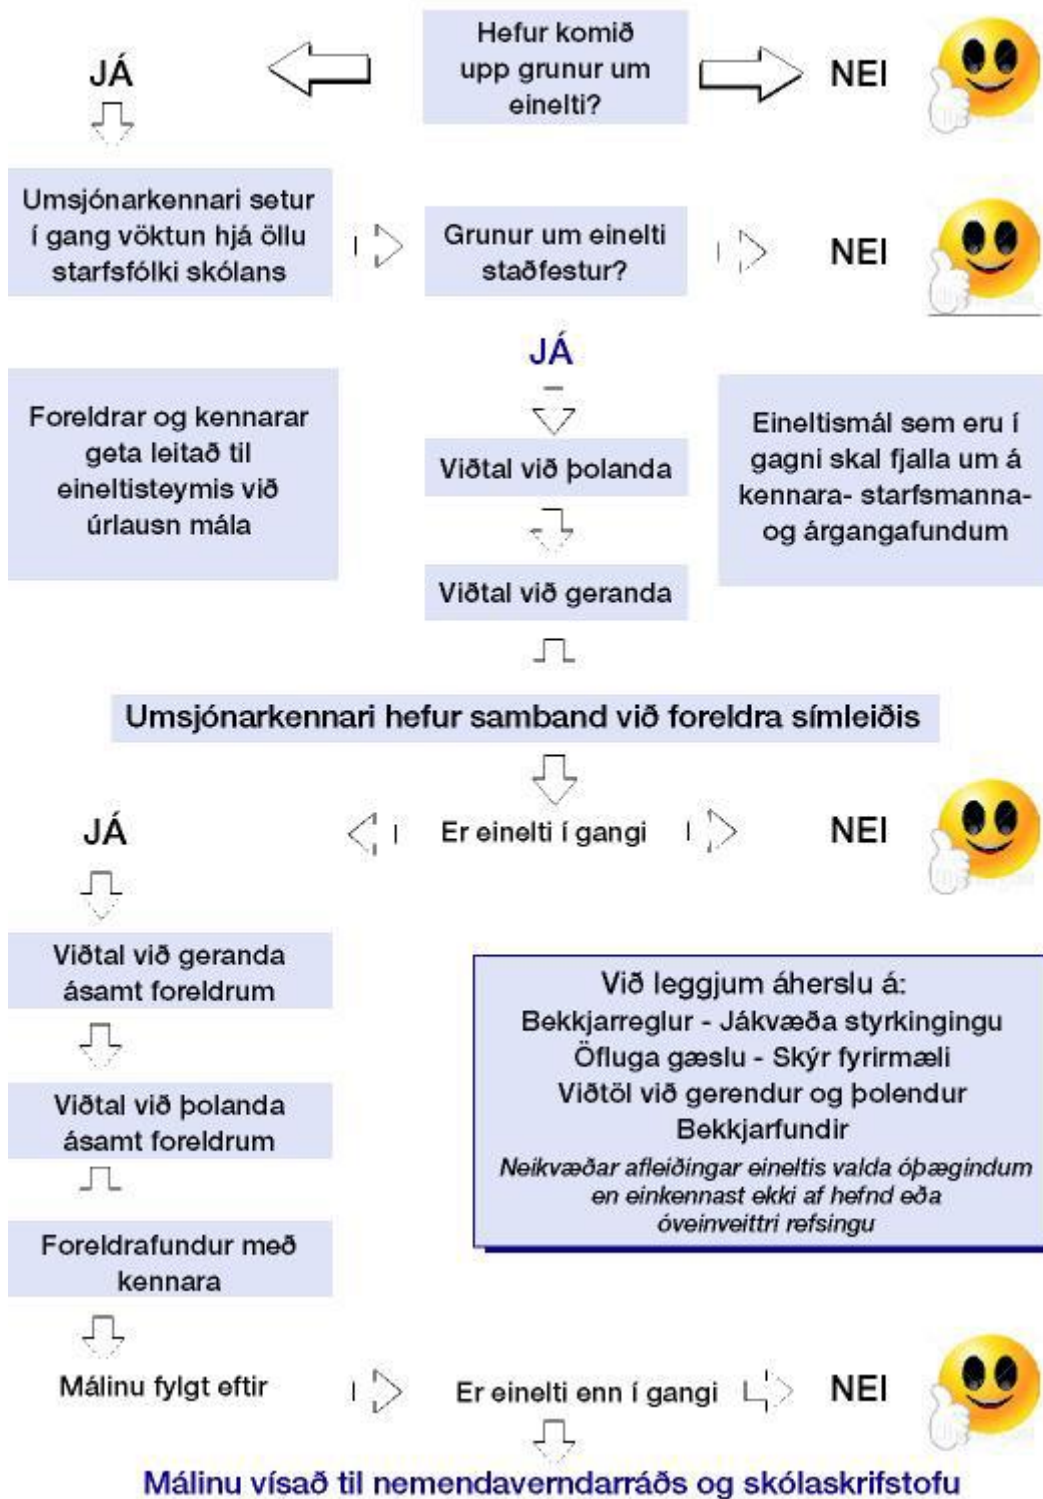 Hefur komið
upp grunur um
einelti?
JÁ
NEI
Umsjónarkennari setur
í gang vöktun hjá öllu
starfsfólki skólans
Grunur um einelti
staðfestur?
NEI
JÁ
Foreldrar og kennarar
geta leitað til
eineltisteymis við
úrlausn mála
Viðtal við þolanda
Eineltismál sem eru í
gagni skal fjalla um á
kennara- starfsmanna-
og árgangafundum
Viðtal við geranda
Umsjónarkennari hefur samband við foreldra símleiðis
JÁ
Er einelti í gangi
NEI
Viðtal við geranda
ásamt foreldrum
Viðtal við þolanda
ásamt foreldrum
Foreldrafundur með
kennara
Við leggjum áherslu á:
Bekkjarreglur - Jákvæða styrkingingu
Öfluga gæslu - Skýr fyrirmæli
Viðtöl við gerendur og þolendur
Bekkjarfundir
Neikvæðar afleiðingar eineltis valda óþægindum
en einkennast ekki af hefnd eða
óveinveittri refsingu
Málinu fylgt eftir
Er einelti enn í gangi
NEI
Málinu vísað til nemendaverndarráðs og skólaskrifstofu